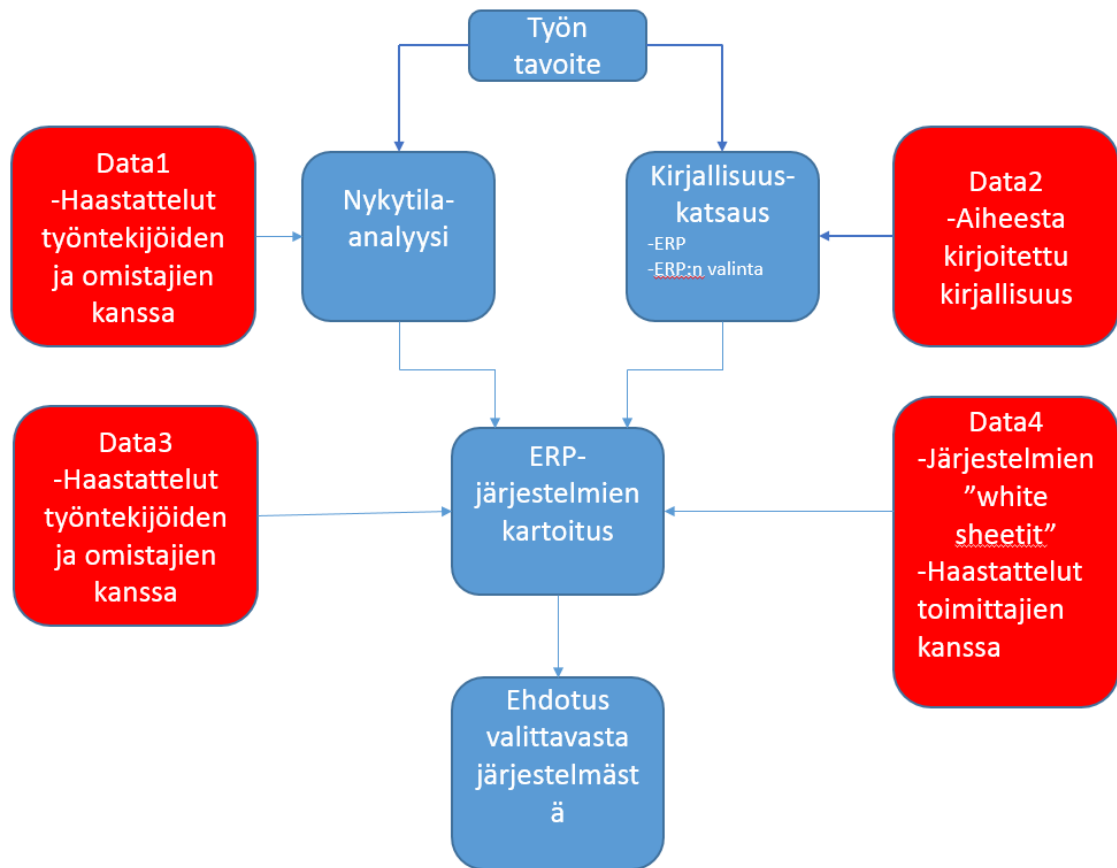 Työn
tavoite
Data1
-Haastattelut
työntekijöiden
ja omistajien
kanssa
Nykytila-
analyysi
Kirjallisuus-
katsaus
-ERP
-ERP:n valinta
Data2
-Aiheesta
kirjoitettu
kirjallisuus
Data3
-Haastattelut
työntekijöiden
ja omistajien
kanssa
ERP-
järjestelmien
kartoitus
Data4
-Järjestelmien
”white
sheetit”
-Haastattelut
toimittajien
kanssa
Ehdotus
valittavasta
järjestelmäst
ä